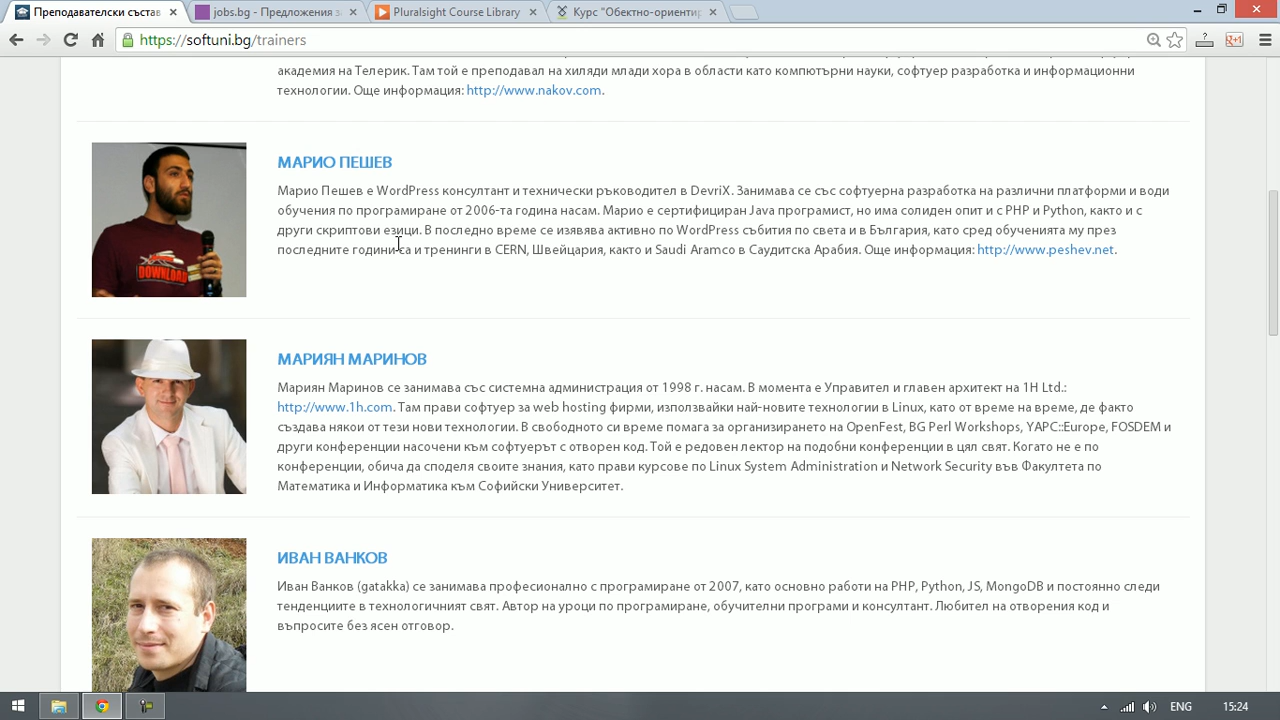 Преподавателски състав
jobs.bg - Предложения за
Pluralsight Course Library
Курс "Обектно-ориентир
https://softuni.bg/trainers
академия на Телерик. Там той е преподавал на хиляди млади хора в области като компютърни науки, софтуер разработка и информационни
технологии. Още информация: http://www.nakov.com.
МАРИО ПЕШЕВ
Марио Пешев е WordPress консултант и технически ръководител в DevriX. Занимава се със софтуерна разработка на различни платформи и води
обучения по програмиране от 2006-та година насам. Марио е сертифициран Java програмист, но има солиден опит и с PHP и Python, както и с
други скриптови езици. В последно време се изявява активно по WordPress събития по света и в България, като сред обученията му през
последните годините са и тренинги в CERN, Швейцария, както и Saudi Aramco в Саудитска Арабия. Още информация: http://www.peshev.net.
МАРИЯН МАРИНОВ
Мариян Маринов се занимава със системна администрация от 1998 г. насам. В момента е Управител и главен архитект на 1H Ltd.:
http://www.1h.com. Там прави софтуер за web hosting фирми, използвайки най-новите технологии в Linux, като от време на време, де факто
създава някои от тези нови технологии. В свободното си време помага за организирането на OpenFest, BG Perl Workshops, YAPC::Europe, FOSDEM и
други конференции насочени към софтуерът с отворен код. Той е редовен лектор на подобни конференции в цял свят. Когато не е по
конференции, обича да споделя своите знания, като прави курсове по Linux System Administration и Network Security във Факултета по
Математика и Информатика към Софийски Университет.
DOWNLOAD
ИВАН ВАНКОВ
Иван Ванков (gatakka) се занимава професионално с програмиране от 2007, като основно работи на PHP, Python, JS, MongoDB и постоянно следи
тенденциите в технологичният свят. Автор на уроци по програмиране, обучителни програми и консултант. Любител на отворения код и
въпросите без ясен отговор.
ENG
15:24